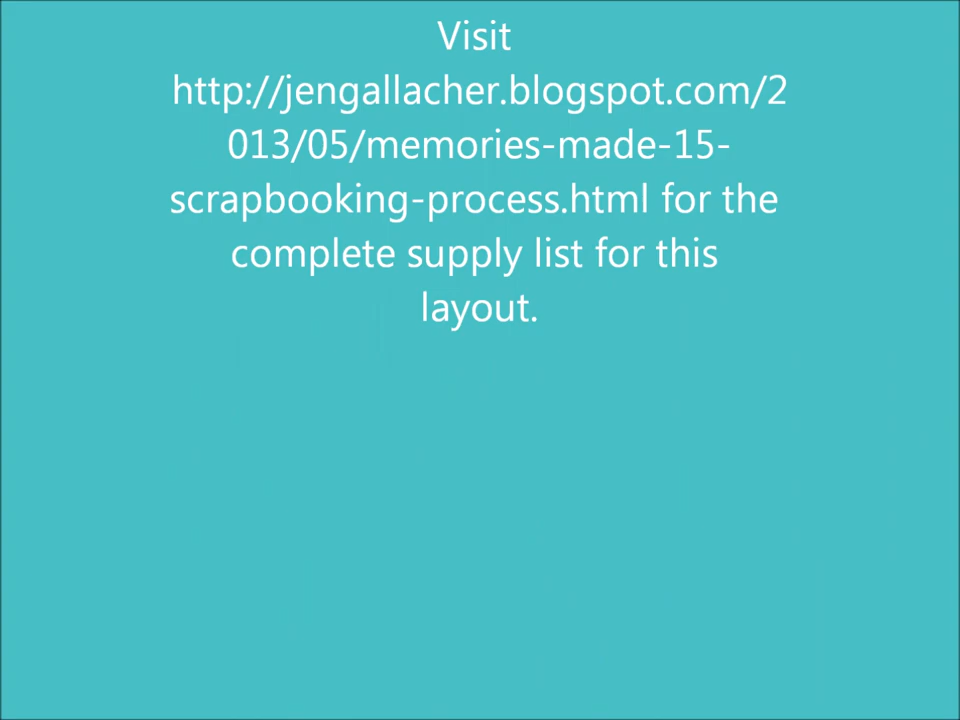 Visit
http://jengallacher.blogspot.com/2
013/05/memories-made-15-
scrapbooking-process.html for the
complete supply list for this
layout.